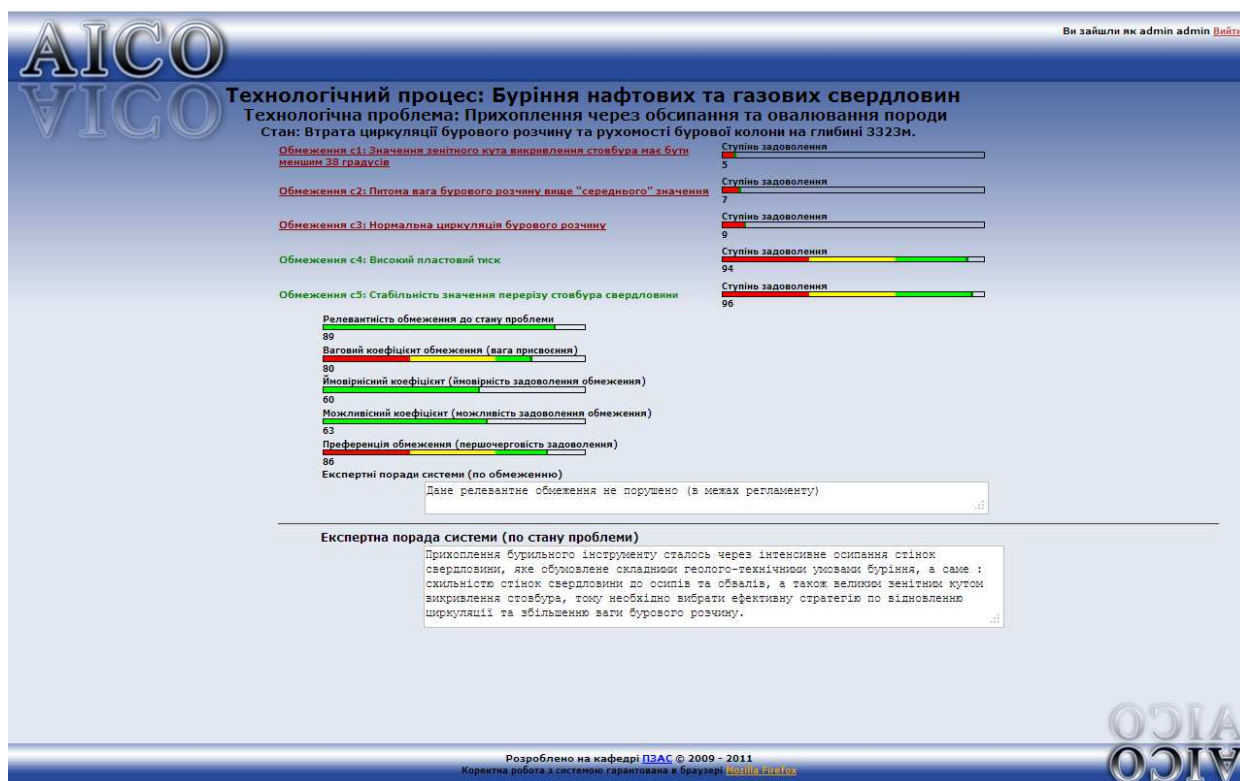 AICO
Ви зайшли як admin admin Вийти
Технологічний процес: Буріння нафтових та газових свердловин
Технологічна проблема: Прихоплення через обсипання та овалювання породи
Стан: Втрата циркуляції бурового розчину та рухомості бурової колони на глибині 3323м.
Обмеження c1: Значення зенітного кута викривлення стовбура має бути
меншим 38 градусів
Ступінь задоволення
5
Обмеження c2: Питома вага бурового розчину вище "середнього" значення
Ступінь задоволення
7
Обмеження c3: Нормальна циркуляція бурового розчину
Ступінь задоволення
9
Обмеження c4: Високий пластовий тиск
Ступінь задоволення
94
Обмеження c5: Стабільність значення перерізу стовбура свердловини
Ступінь задоволення
96
Релевантність обмеження до стану проблеми
89
Ваговий коефіцієнт обмеження (вага присвоєння)
80
Ймовірнісний коефіцієнт (ймовірність задоволення обмеження)
60
Можливісний коефіцієнт (можливість задоволення обмеження)
63
Преференція обмеження (першочерговість задоволення)
86
Експертні поради системи (по обмеженню)
Дане релевантне обмеження не порушено (в межах регламенту)
Експертна порада системи (по стану проблеми)
Прихоплення бурильного інструменту сталось через інтенсивне осипання стінок
свердловини, яке обумовлене складними геолого-технічними умовами буріння, а саме :
схильністю стінок свердловини до осипів та обвалів, а також великим зенітним кутом
викривлення стовбура, тому необхідно вибрати ефективну стратегію по відновленню
циркуляції та збільшенню ваги бурового розчину.
AICO
Розроблено на кафедрі ПЗАС © 2009 - 2011
Коректна робота з системою гарантована в браузері Mozilla Firefox